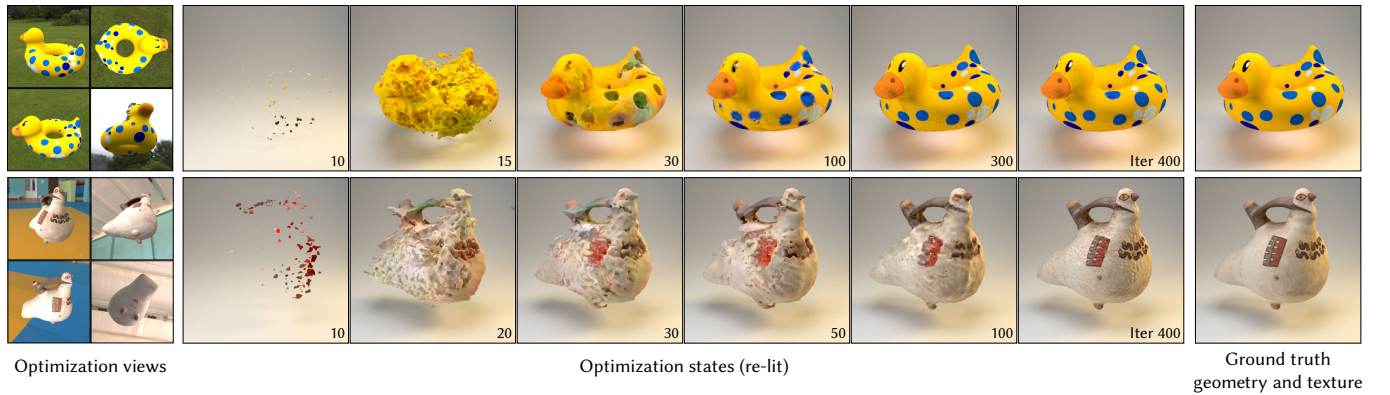 10
15
30
100
300
Iter 400
10
20
30
50
100
Iter 400
Optimization views
Optimization states (re-lit)
Ground truth
geometry and texture